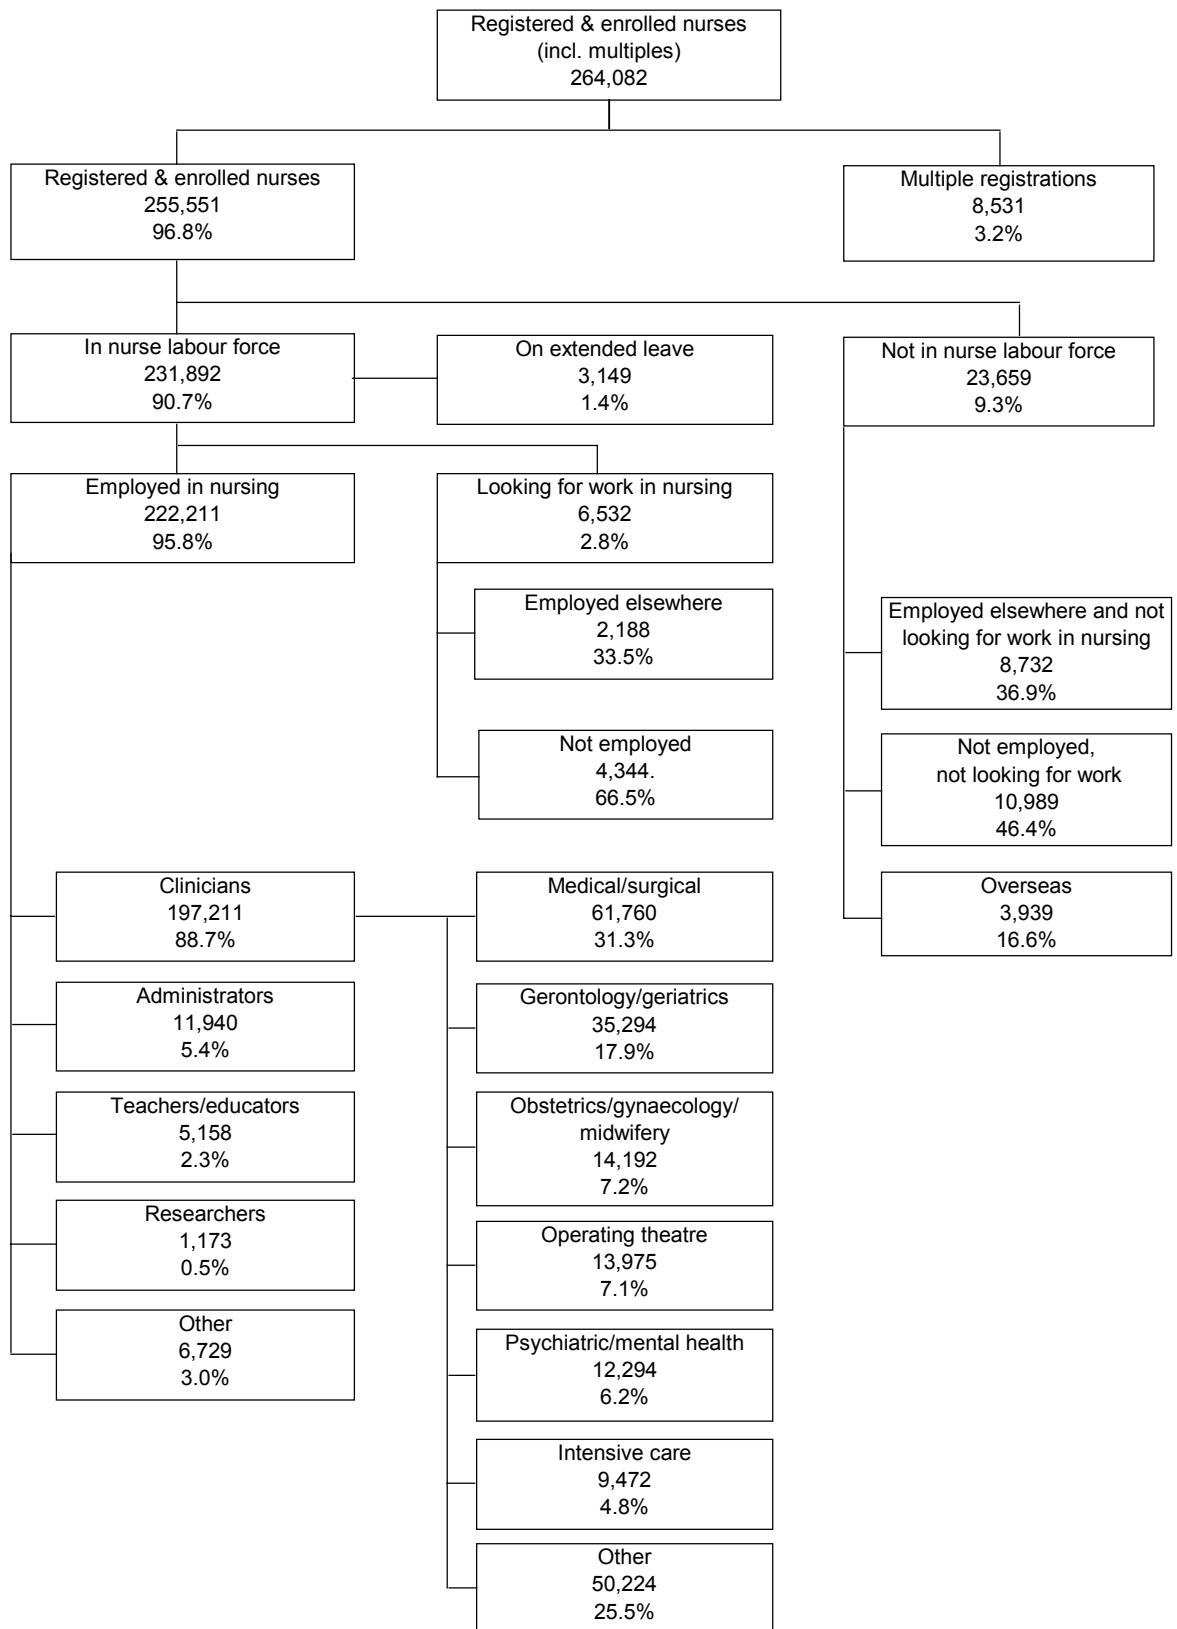 Registered & enrolled nurses
(incl. multiples)
264,082
Registered & enrolled nurses
255,551
96.8%
Multiple registrations
8,531
3.2%
In nurse labour force
231,892
90.7%
On extended leave
3,149
1.4%
Not in nurse labour force
23,659
9.3%
Employed in nursing
222,211
95.8%
Looking for work in nursing
6,532
2.8%
Employed elsewhere
2,188
33.5%
Not employed
4,344.
66.5%
Employed elsewhere and not
looking for work in nursing
8,732
36.9%
Not employed,
not looking for work
10,989
46.4%
Overseas
3,939
16.6%
Clinicians
197,211
88.7%
Administrators
11,940
5.4%
Teachers/educators
5,158
2.3%
Researchers
1,173
0.5%
Other
6,729
3.0%
Medical/surgical
61,760
31.3%
Gerontology/geriatrics
35,294
17.9%
Obstetrics/gynaecology/
midwifery
14,192
7.2%
Operating theatre
13,975
7.1%
Psychiatric/mental health
12,294
6.2%
Intensive care
9,472
4.8%
Other
50,224
25.5%